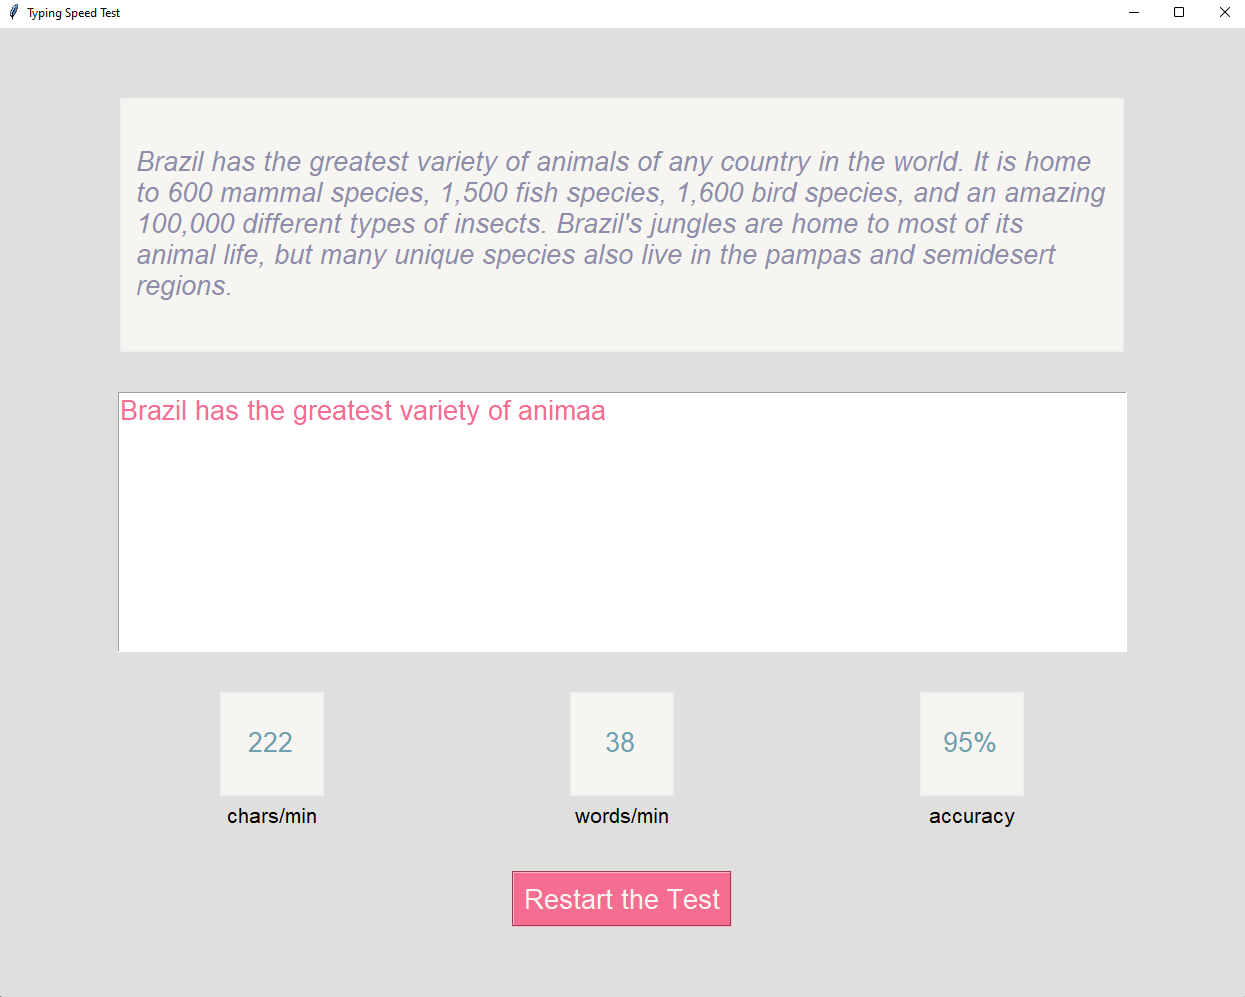 Typing Speed Test
Brazil has the greatest variety of animals of any country in the world. It is home
to 600 mammal species, 1,500 fish species, 1,600 bird species, and an amazing
100,000 different types of insects. Brazil's jungles are home to most of its
animal life, but many unique species also live in the pampas and semidesert
regions.
Brazil has the greatest variety of animaa
222
38
95%
chars/min
words/min
accuracy
Restart the Test